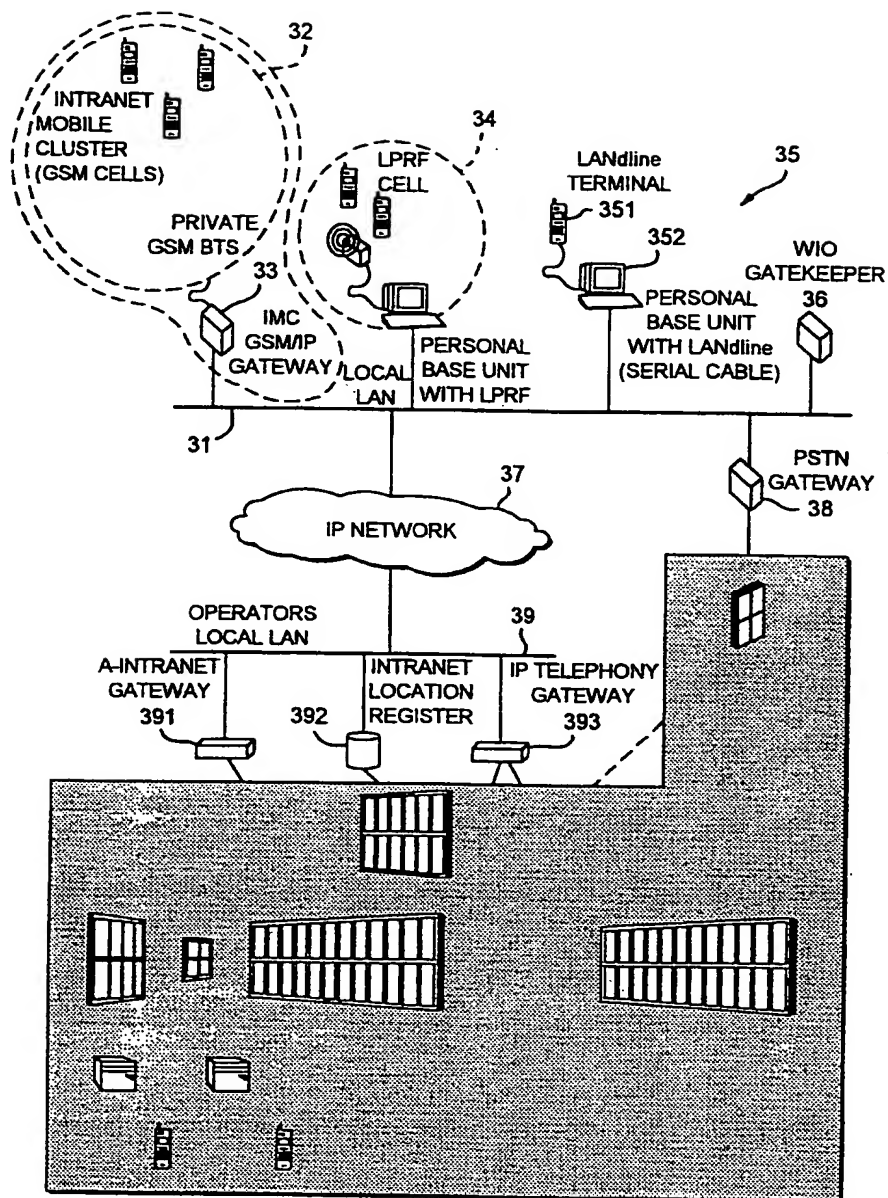 32
INTRANET
MOBILE
CLUSTER
(GSM CELLS)
PRIVATE
GSM BTS
33
IMC
GSM/IP
GATEWAY
34
LPRF
CELL
LOCAL
LAN
PERSONAL
BASE UNIT
WITH LPRF
LANdline
TERMINAL
351
35
352
PERSONAL
BASE UNIT
WITH LANdline
(SERIAL CABLE)
WIO
GATEKEEPER
36
31
PSTN
GATEWAY
38
37
IP NETWORK
OPERATORS
LOCAL LAN
39
A-INTRANET
GATEWAY
391
INTRANET
LOCATION
REGISTER
392
IP TELEPHONY
GATEWAY
393